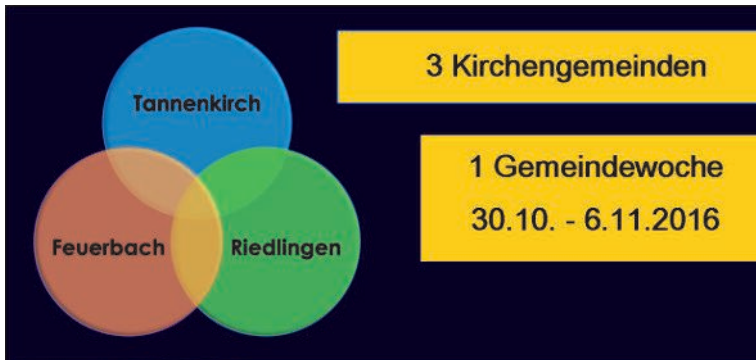 Tannenkirch
Feuerbach
Riedlingen
3 Kirchengemeinden
1 Gemeindewoche
30.10. - 6.11.2016